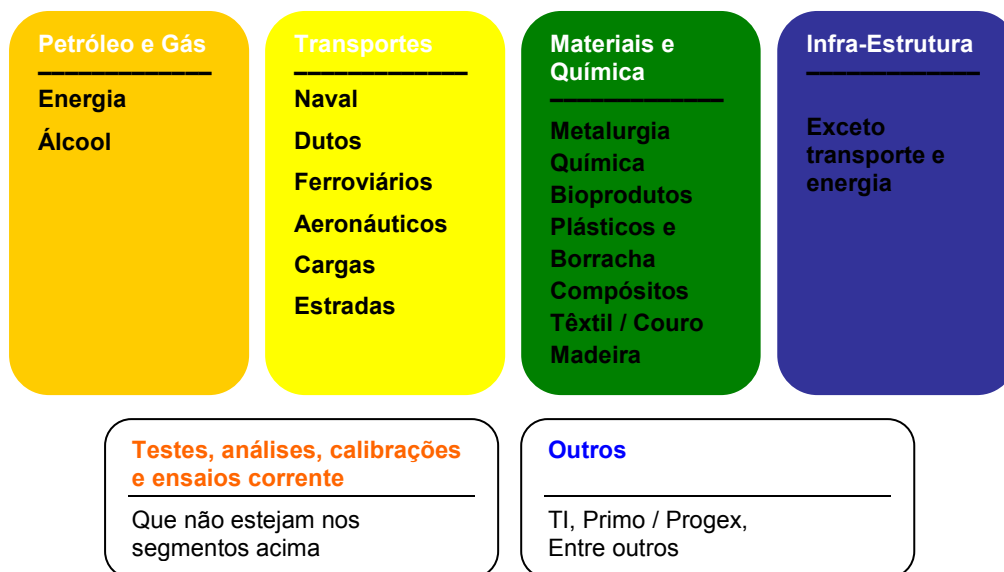 Petróleo e Gás
Energia
Álcool
Transportes
Naval
Dutos
Ferroviários
Aeronáuticos
Cargas
Estradas
Materiais e
Química
Metalurgia
Química
Bioprodutos
Plásticos e
Borracha
Compósitos
Têxtil / Couro
Madeira
Infra-Estrutura
Exceto
transporte e
energia
Testes, análises, calibrações
e ensaios corrente
Que não estejam nos
segmentos acima
Outros
TI, Primo / Progex,
Entre outros